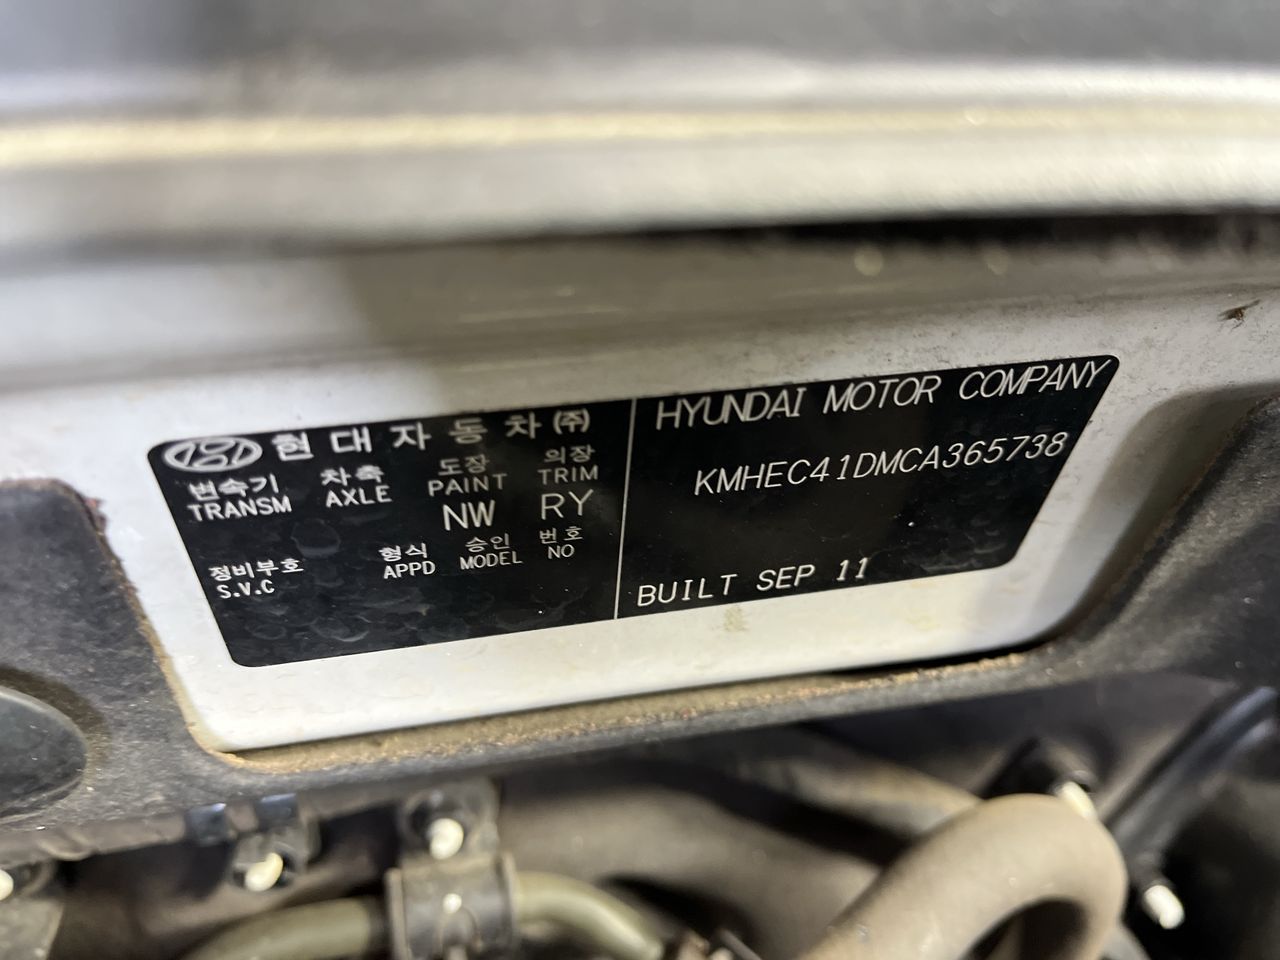 현대자동차(주)
변속기 차축 도장 의장
TRANSM AXLE PAINT TRIM
NW RY
정비부호 형식 승인 번호
S.V.C APPD MODEL NO
HYUNDAI MOTOR COMPANY
KMHEC41DMCA365738
BUILT SEP 11